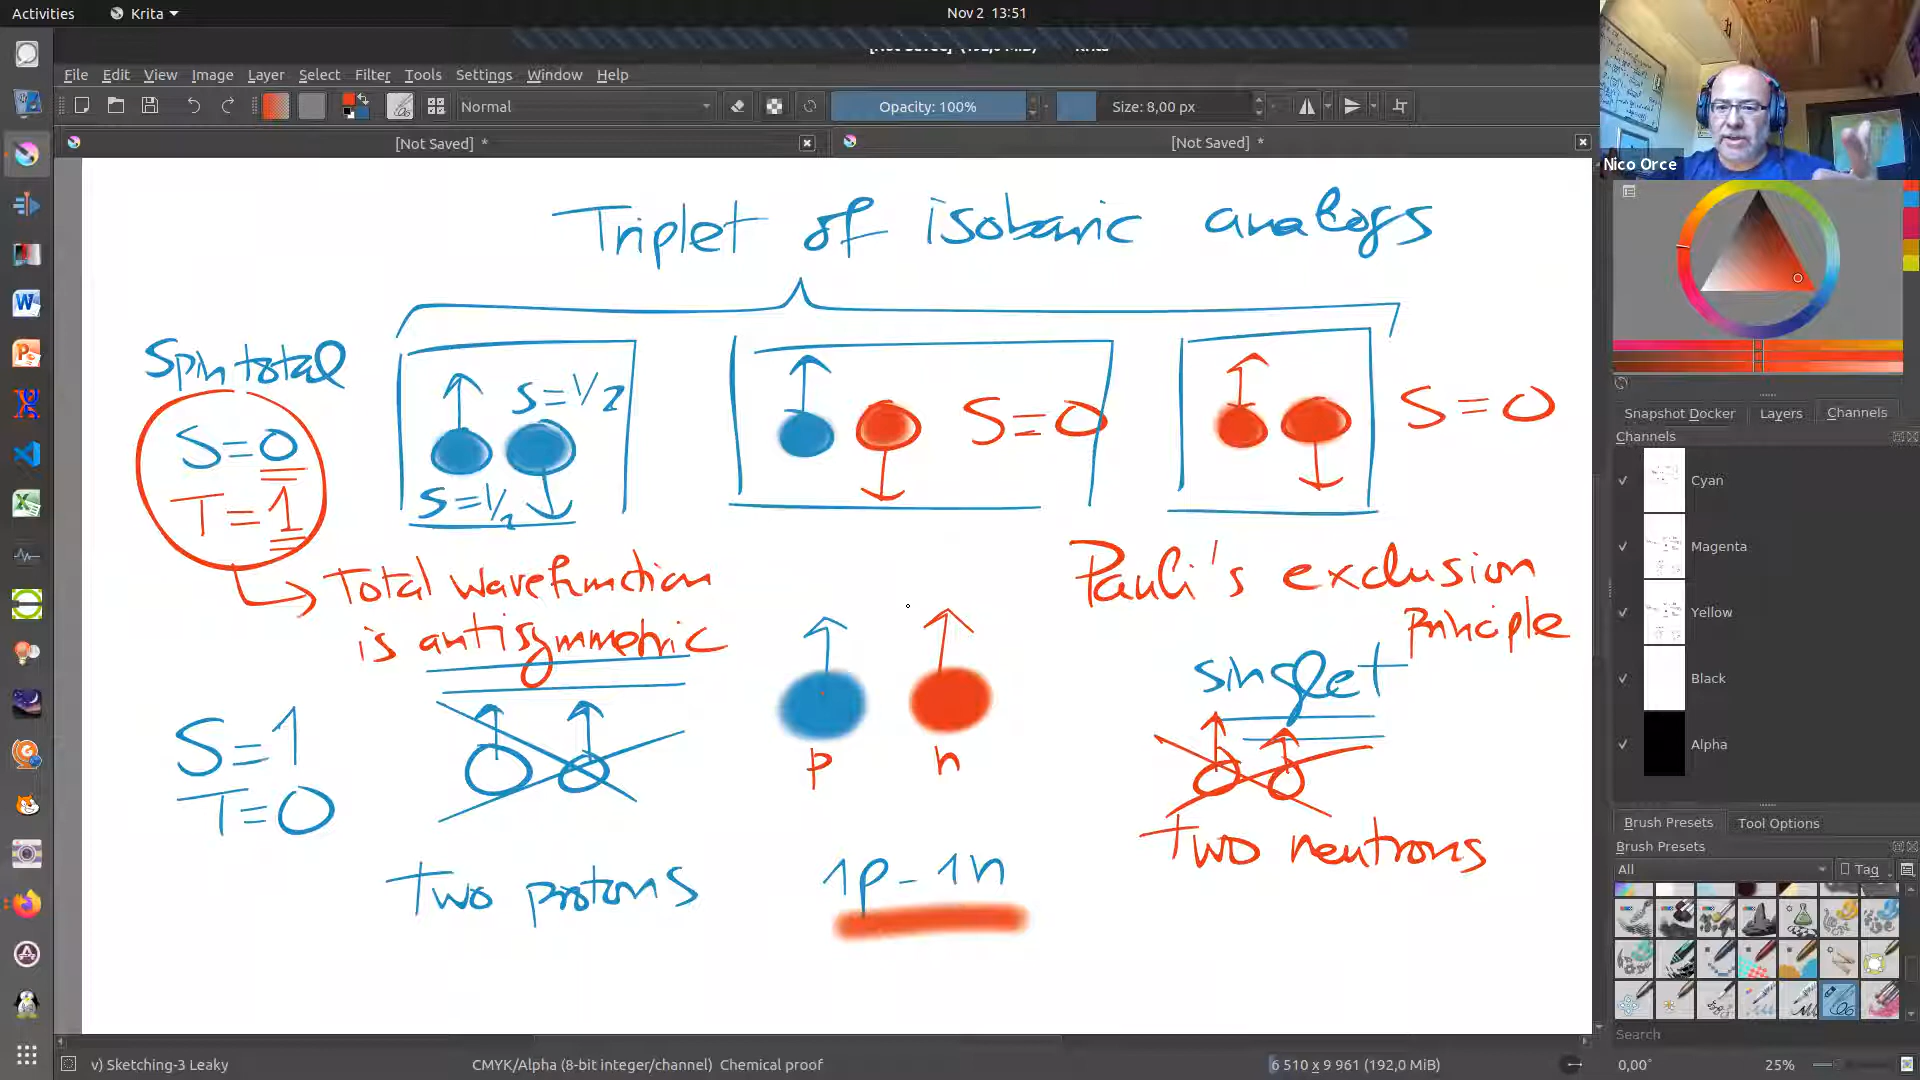 Activities
Krita
Nov 2 13:51
File Edit View Image Layer Select Filter Tools Settings Window Help
Normal
Opacity: 100%
Size: 8,00 px
[Not Saved] *
[Not Saved] *
Nico Orce
Triplet of isobaric analogs
Spin total
S=0
T=1
S=1/2
S=1/2
S=0
S=0
Total wavefunction
is antisymmetric
Pauli's exclusion
Principle
singlet
S=1
T=0
p n
Two protons
1p-1n
Two neutrons
Snapshot Docker Layers Channels
Channels
Cyan
Magenta
Yellow
Black
Alpha
Brush Presets Tool Options
Brush Presets
All
Tag
Search
v) Sketching-3 Leaky
CMYK/Alpha (8-bit integer/channel) Chemical proof
6 510 x 9 961 (192,0 MiB)
0,00°
25%